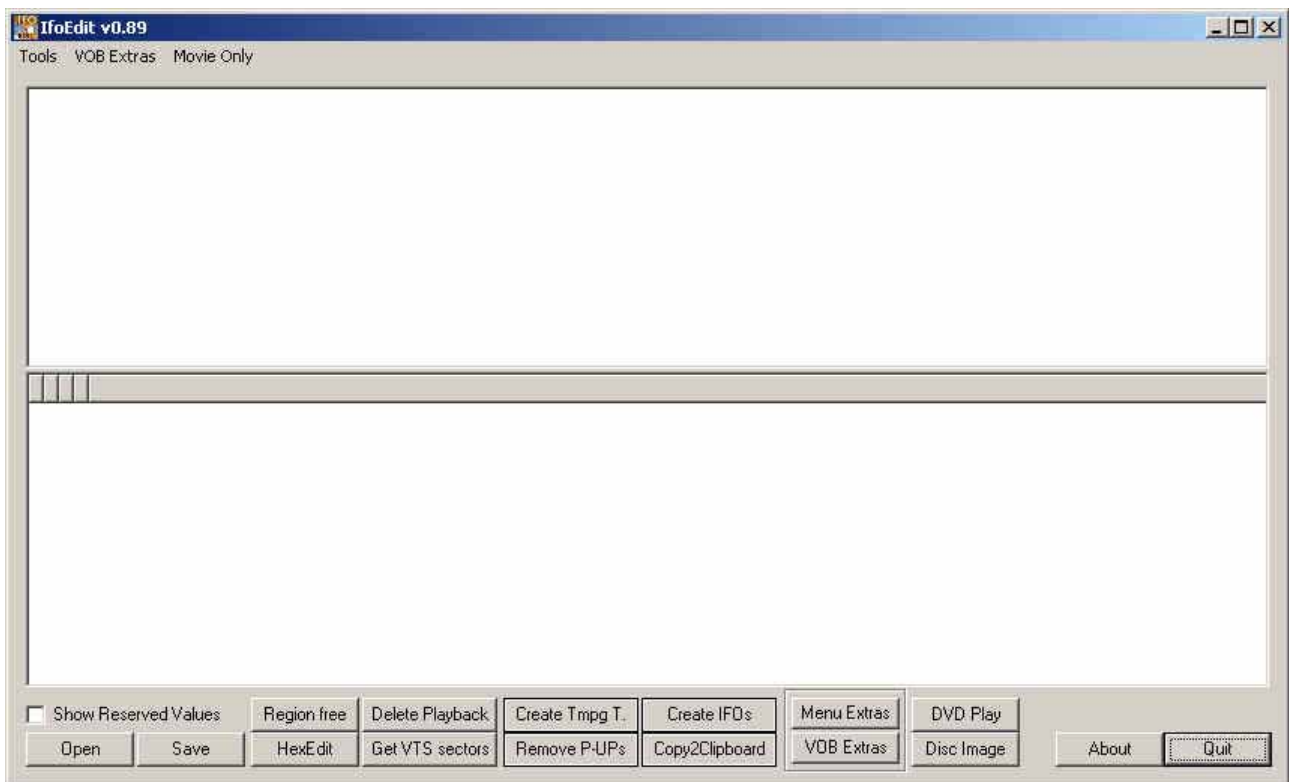 IfoEdit v0.89
Tools VOB Extras Movie Only
Show Reserved Values Region free Delete Playback Create Tmpg T. Create IFOs Menu Extras DVD Play
Open Save HexEdit Get VTS sectors Remove P-UPs Copy2Clipboard VOB Extras Disc Image About Quit